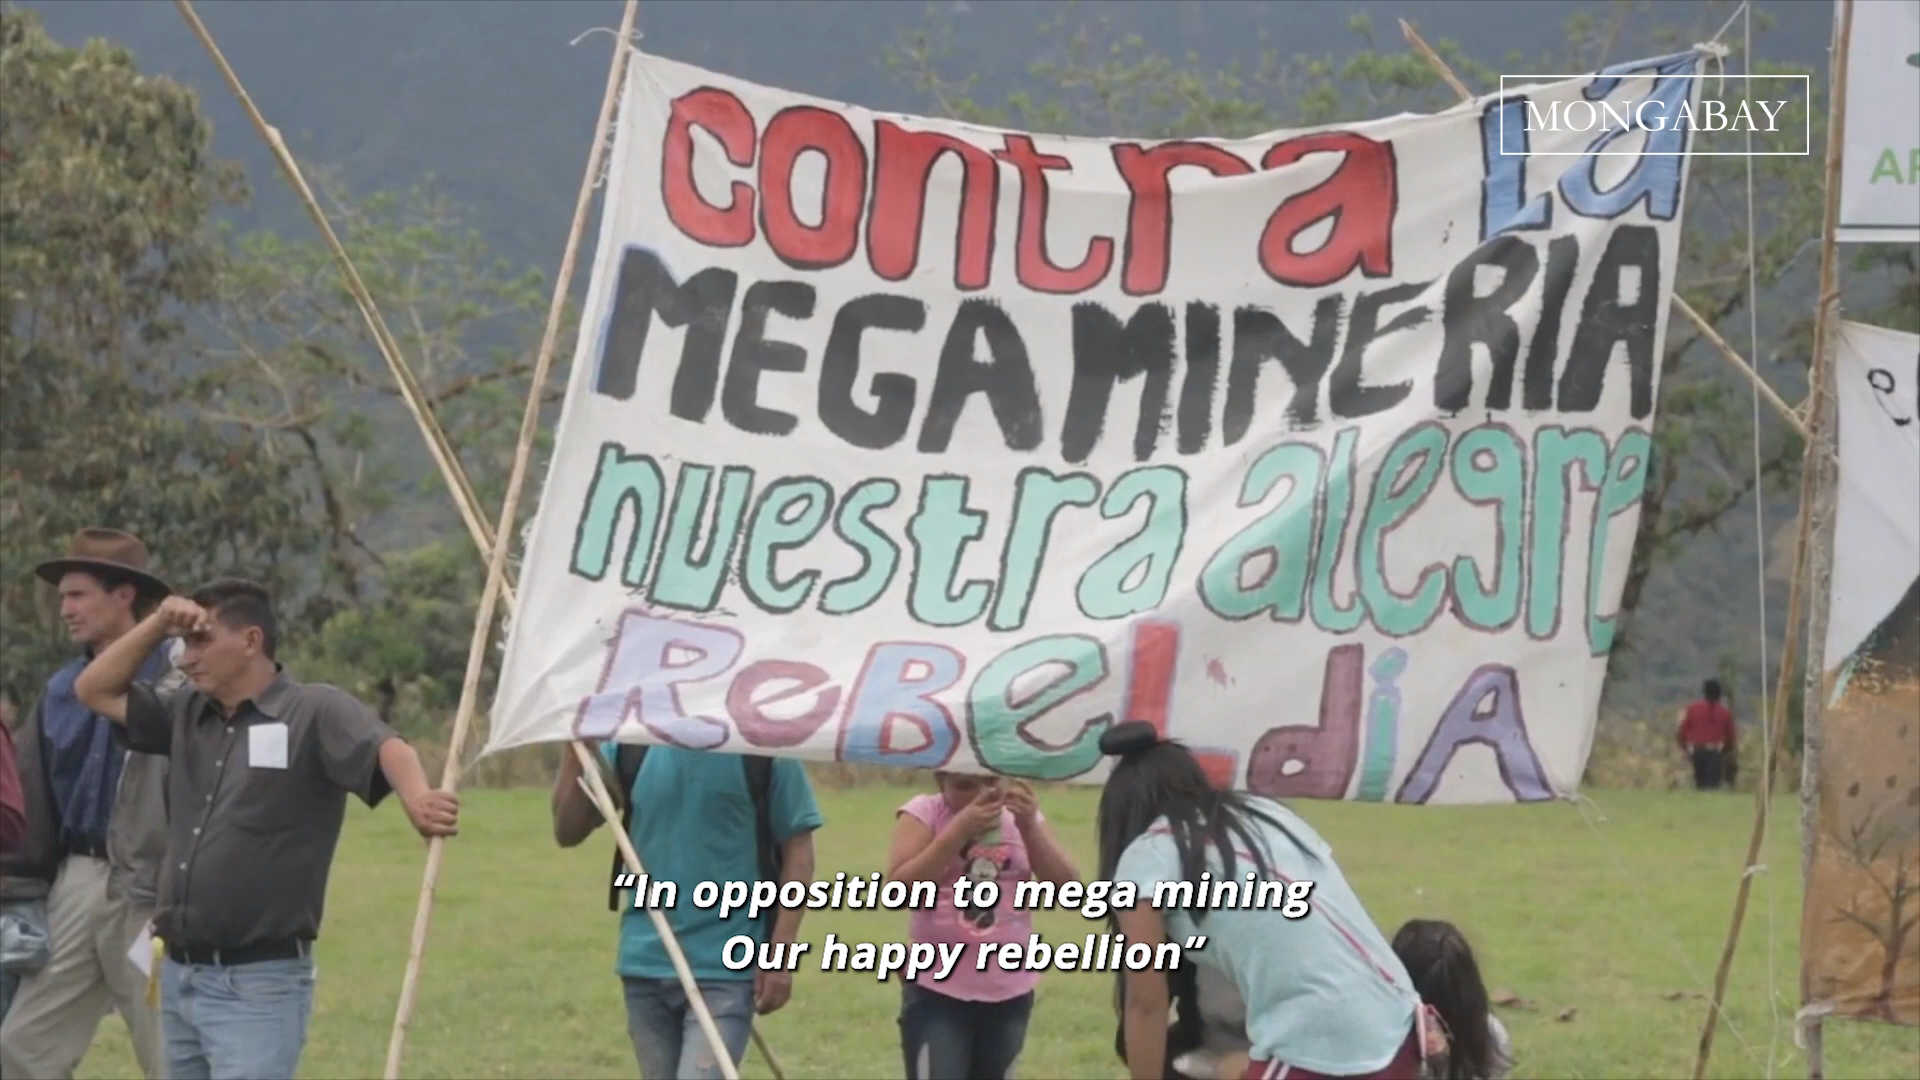 MONGABAY
contra la
MEGAMINERIA
nuestra alegre
ReBeLdiA
“In opposition to mega mining
Our happy rebellion”